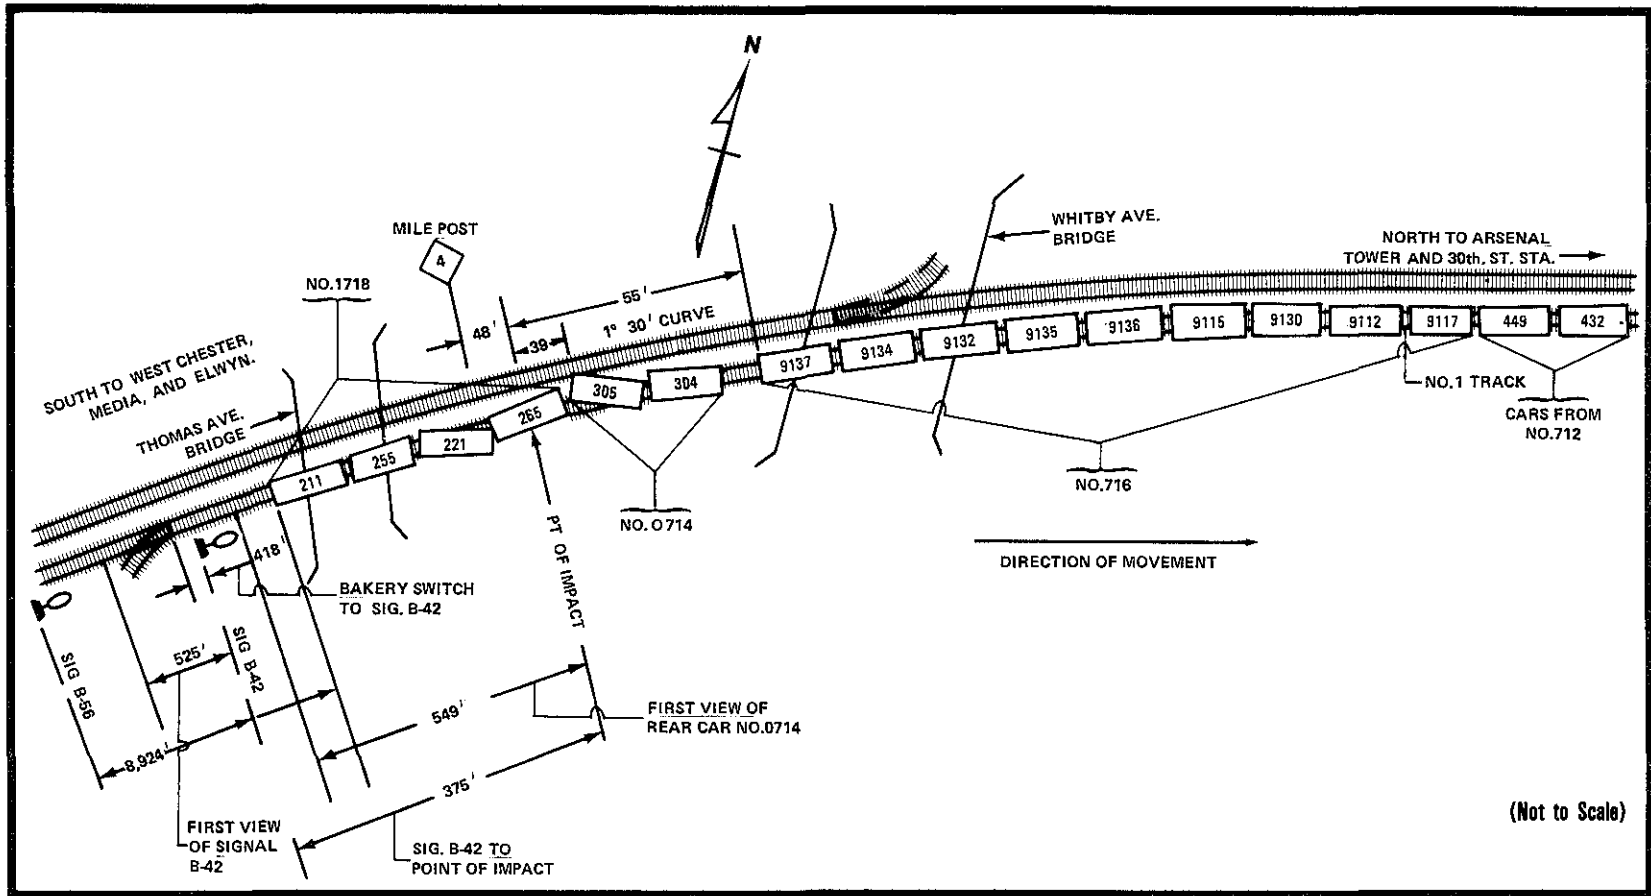 N
MILE POST
4
WHITBY AVE.
BRIDGE
NORTH TO ARSENAL
TOWER AND 30th. ST. STA.
NO.1718
55'
48'
39
1° 30' CURVE
SOUTH TO WEST CHESTER,
MEDIA, AND ELWYN.
THOMAS AVE.
BRIDGE
211
255
221
265
305
304
9137
9134
9132
9135
9136
9115
9130
9112
9117
449
432
NO.1 TRACK
CARS FROM
NO.712
NO.716
NO. 0714
PT OF IMPACT
DIRECTION OF MOVEMENT
418'
BAKERY SWITCH
TO SIG. B-42
SIG B-56
525'
SIG B-42
8,924'
549'
FIRST VIEW OF
REAR CAR NO.0714
375'
FIRST VIEW
OF SIGNAL
B-42
SIG. B-42 TO
POINT OF IMPACT
(Not to Scale)